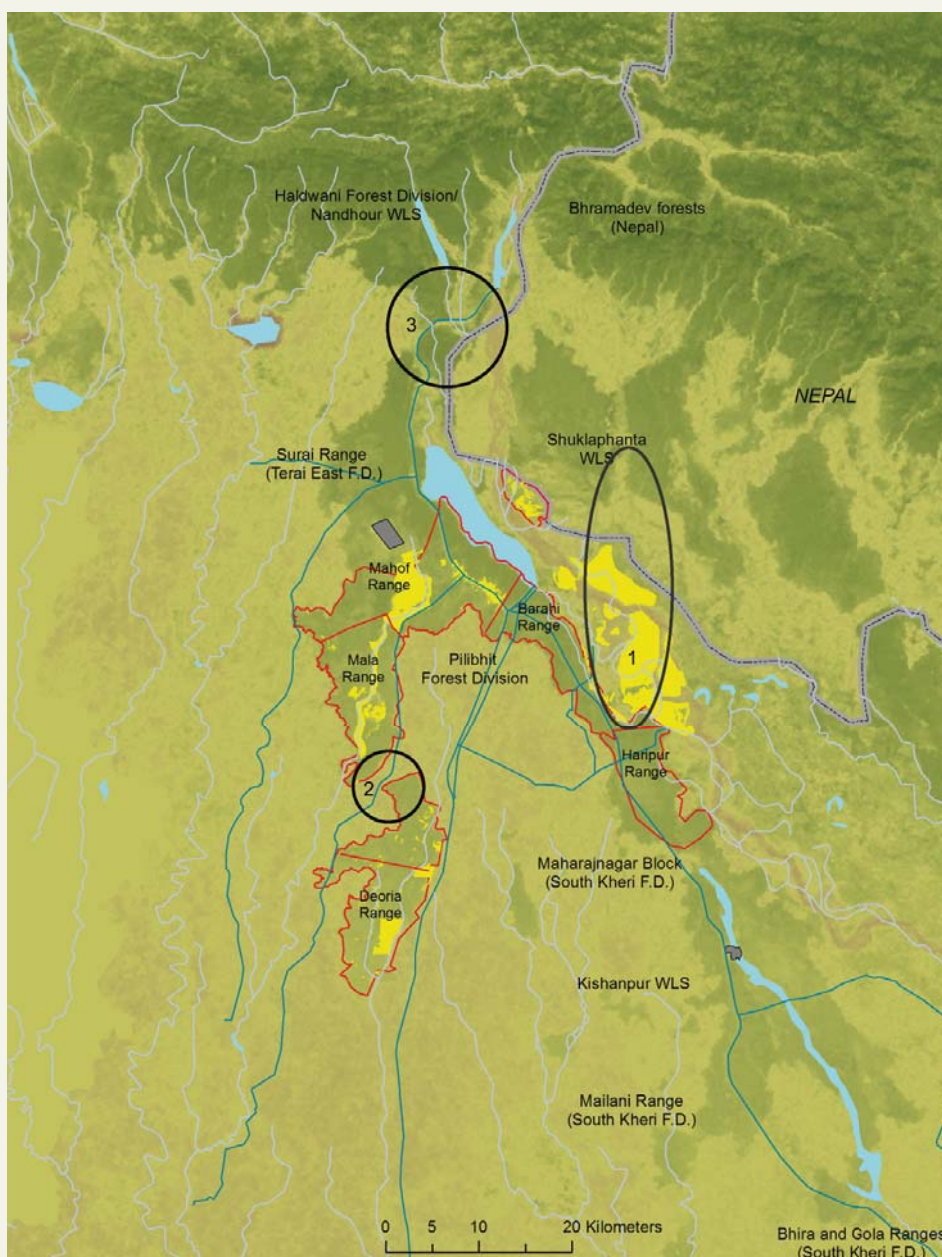 Haldwani Forest Division/
Nandhour WLS
Bhramadev forests
(Nepal)
3
NEPAL
Shuklaphanta
WLS
Surai Range
(Terai East F.D.)
Mahof
Range
Barahi
Range
Mala
Range
Pilibhit
Forest Division
1
Haripur
Range
2
Maharajnagar Block
(South Kheri F.D.)
Deoria
Range
Kishanpur WLS
Mailani Range
(South Kheri F.D.)
0 5 10 20 Kilometers
Bhira and Gola Ranges
(South Kheri F.D.)